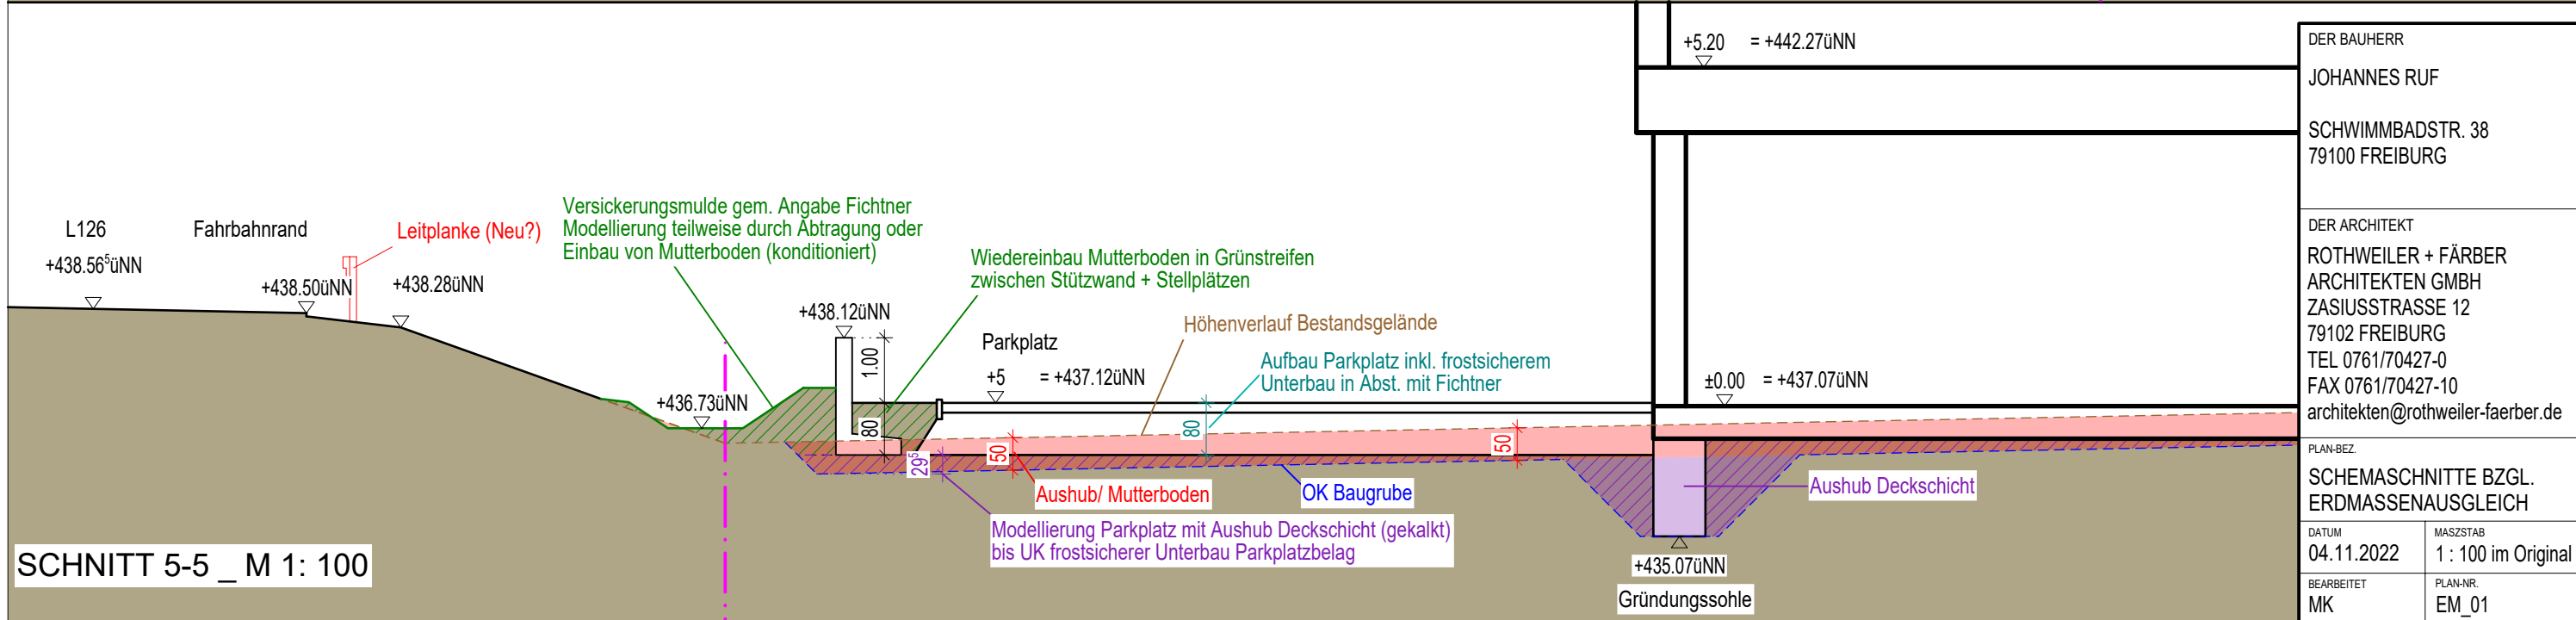 +5.20 = +442.27üNN
L126
Fahrbahnrand
Leitplanke (Neu?)
+438.56⁵üNN
+438.50üNN
+438.28üNN
Versickerungsmulde gem. Angabe Fichtner
Modellierung teilweise durch Abtragung oder
Einbau von Mutterboden (konditioniert)
Wiedereinbau Mutterboden in Grünstreifen
zwischen Stützwand + Stellplätzen
+438.12üNN
1.00
80
+436.73üNN
Parkplatz
+5 = +437.12üNN
Höhenverlauf Bestandsgelände
Aufbau Parkplatz inkl. frostsicherem
Unterbau in Abst. mit Fichtner
±0.00 = +437.07üNN
29⁵
50
80
50
Aushub/ Mutterboden
OK Baugrube
Aushub Deckschicht
Modellierung Parkplatz mit Aushub Deckschicht (gekalkt)
bis UK frostsicherer Unterbau Parkplatzbelag
+435.07üNN
Gründungssohle
SCHNITT 5-5 _ M 1: 100
DER BAUHERR
JOHANNES RUF
SCHWIMMBADSTR. 38
79100 FREIBURG
DER ARCHITEKT
ROTHWEILER + FÄRBER
ARCHITEKTEN GMBH
ZASIUSSTRASSE 12
79102 FREIBURG
TEL 0761/70427-0
FAX 0761/70427-10
architekten@rothweiler-faerber.de
PLAN-BEZ.
SCHEMASCHNITTE BZGL.
ERDMASSENAUSGLEICH
DATUM
04.11.2022
MASZSTAB
1 : 100 im Original
BEARBEITET
MK
PLAN-NR.
EM_01